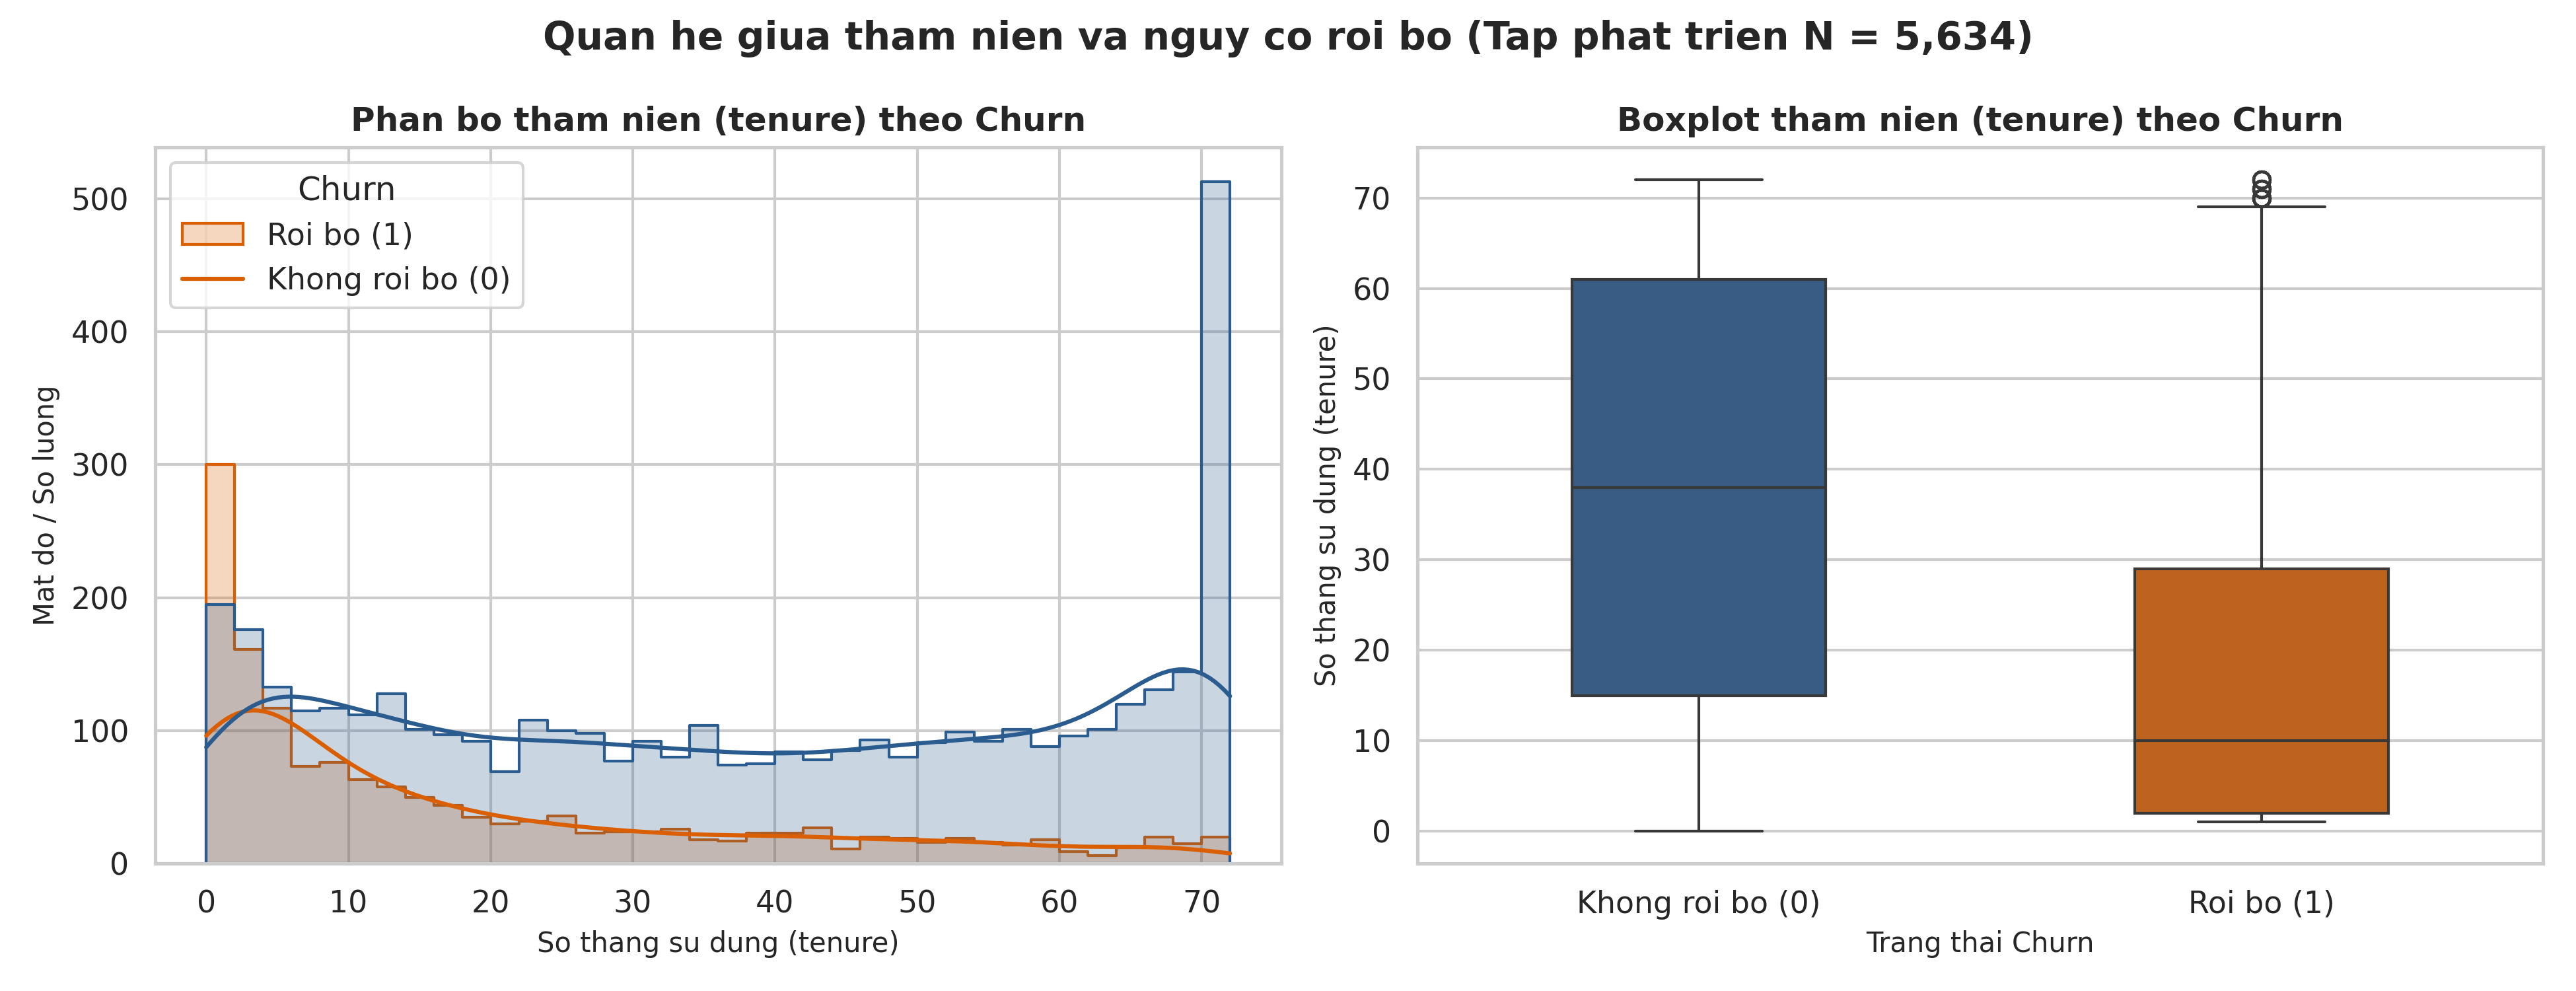 Quan he giua tham nien va nguy co roi bo (Tap phat trien N = 5,634)
Phan bo tham nien (tenure) theo Churn
Churn
Roi bo (1)
Khong roi bo (0)
Mat do / So luong
500
400
300
200
100
0
0 10 20 30 40 50 60 70
So thang su dung (tenure)
Boxplot tham nien (tenure) theo Churn
So thang su dung (tenure)
70
60
50
40
30
20
10
0
Khong roi bo (0) Roi bo (1)
Trang thai Churn